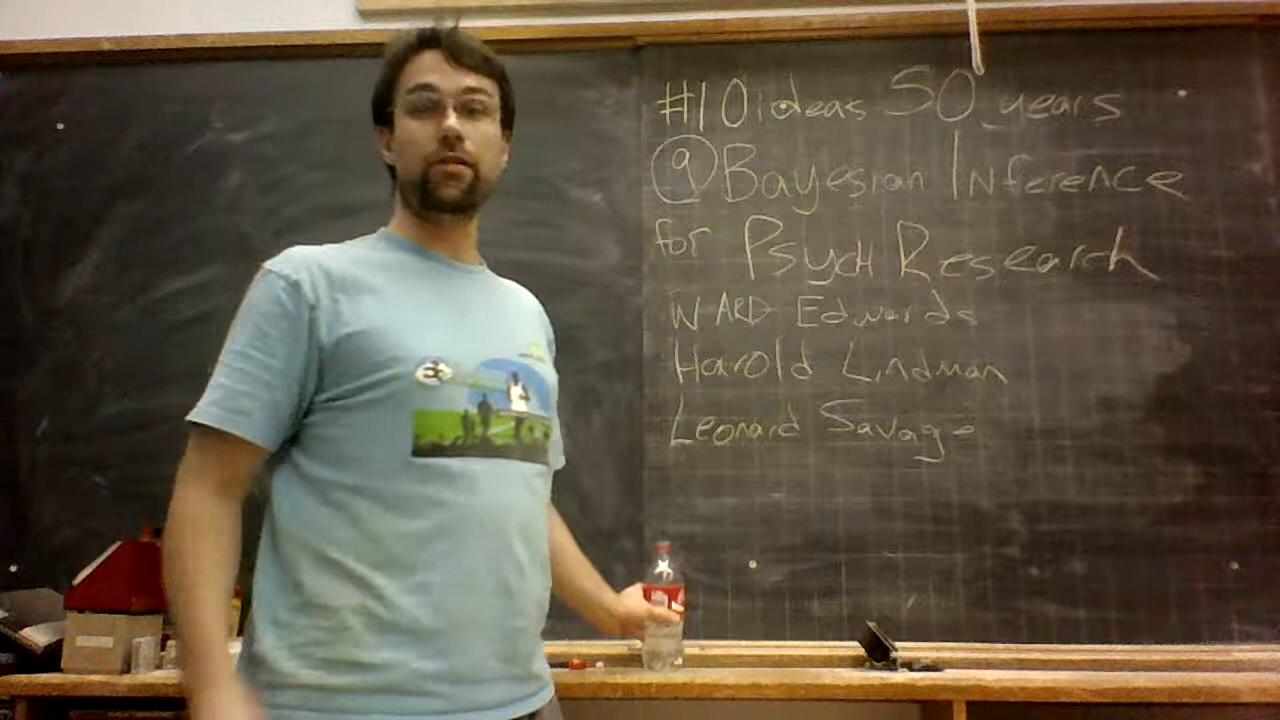 #10ideas 50 years
9 Bayesian Inference
for Psych Research
WARD Edwards
Harold Lindman
Leonard Savage